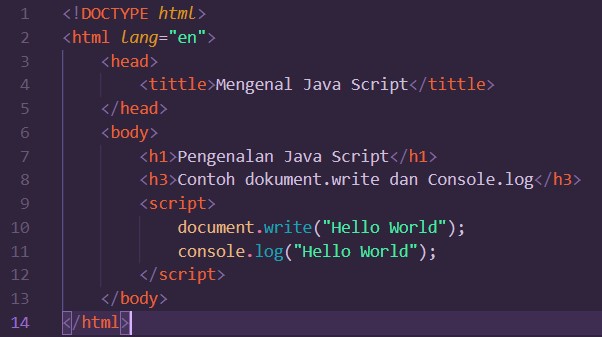 1 <!DOCTYPE html>
2 <html lang="en">
3     <head>
4         <tittle>Mengenal Java Script</tittle>
5     </head>
6     <body>
7         <h1>Pengenalan Java Script</h1>
8         <h3>Contoh dokument.write dan Console.log</h3>
9         <script>
10             document.write("Hello World");
11             console.log("Hello World");
12         </script>
13     </body>
14 </html>